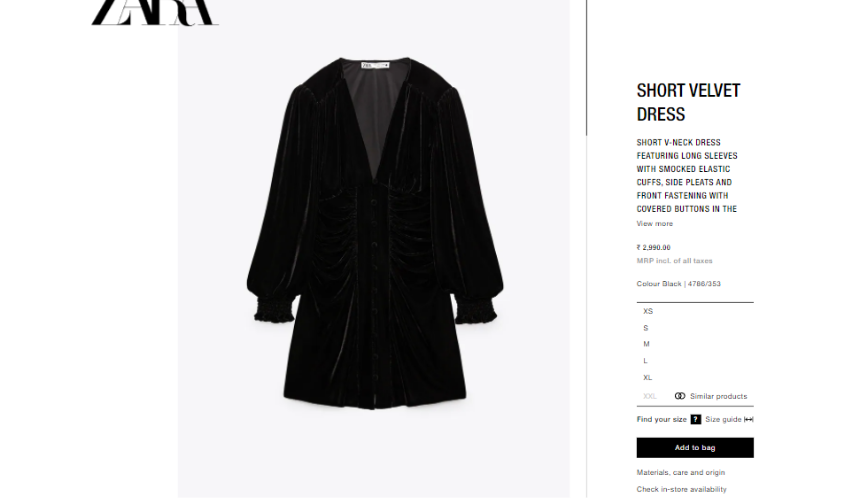 ZARA
SHORT VELVET
DRESS
SHORT V-NECK DRESS
FEATURING LONG SLEEVES
WITH SMOCKED ELASTIC
CUFFS, SIDE PLEATS AND
FRONT FASTENING WITH
COVERED BUTTONS IN THE
View more
₹ 2,990.00
MRP incl. of all taxes
Colour Black | 4786/353
XS
S
M
L
XL
XXL Similar products
Find your size ? Size guide
Add to bag
Materials, care and origin
Check in-store availability